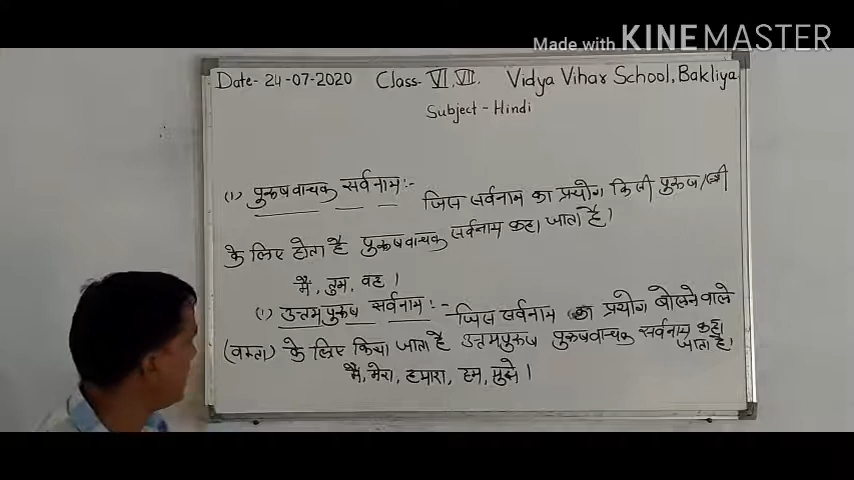 Made with KINEMASTER
Date- 24-07-2020 Class- VI, VII. Vidya Vihar School, Bakliya
Subject - Hindi
(1) पुरुषवाचक सर्वनाम :- जिस सर्वनाम का प्रयोग किसी पुरुष/स्त्री
के लिए होता है पुरुषवाचक सर्वनाम कहा जाता है।
मैं, तुम, वह ।
(1) उत्तमपुरुष सर्वनाम :- जिस सर्वनाम का प्रयोग बोलने वाले
(वक्ता) के लिए किया जाता है उत्तमपुरुष पुरुषवाचक सर्वनाम कहा
जाता है।
मैं, मेरा, हमारा, हम, मुझे ।